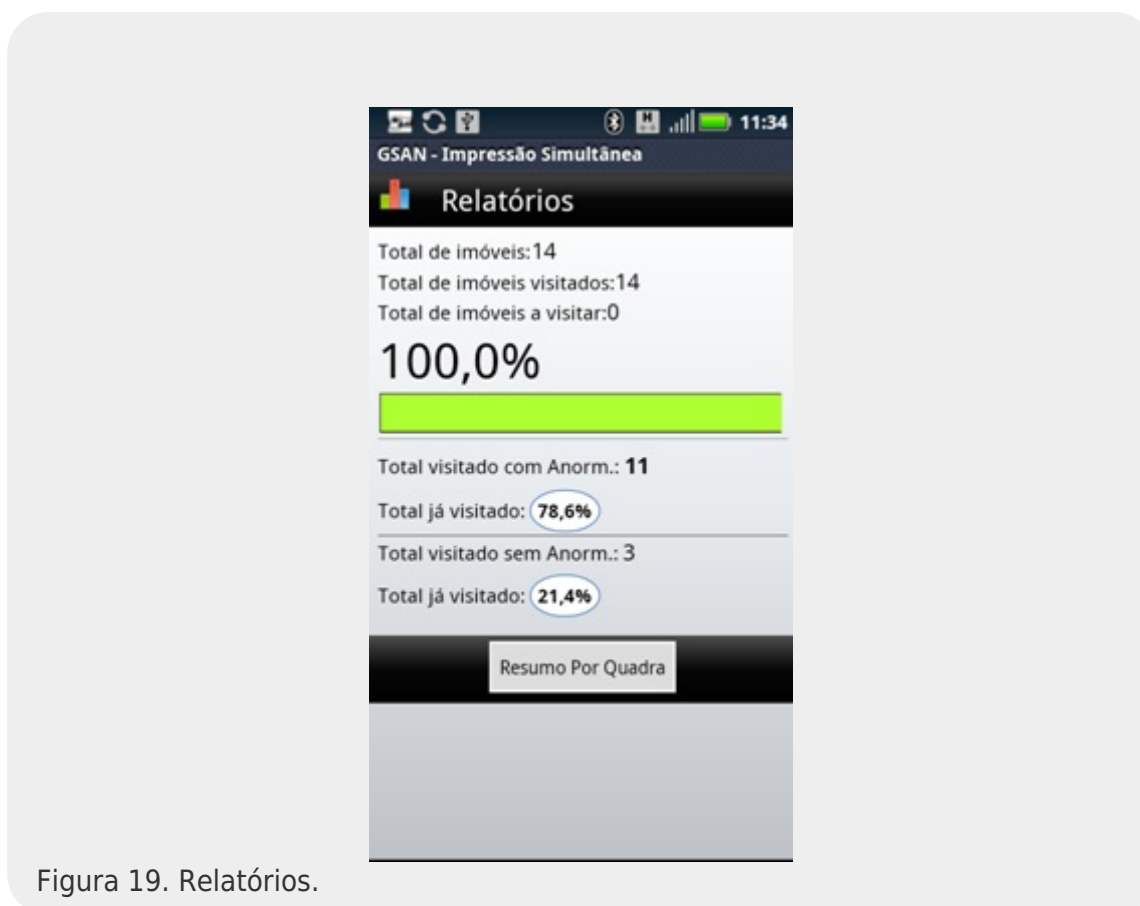 11:34
GSAN - Impressão Simultânea
Relatórios
Total de imóveis:14
Total de imóveis visitados:14
Total de imóveis a visitar:0
100,0%
Total visitado com Anorm.: 11
Total já visitado: 78,6%
Total visitado sem Anorm.: 3
Total já visitado: 21,4%
Resumo Por Quadra
Figura 19. Relatórios.